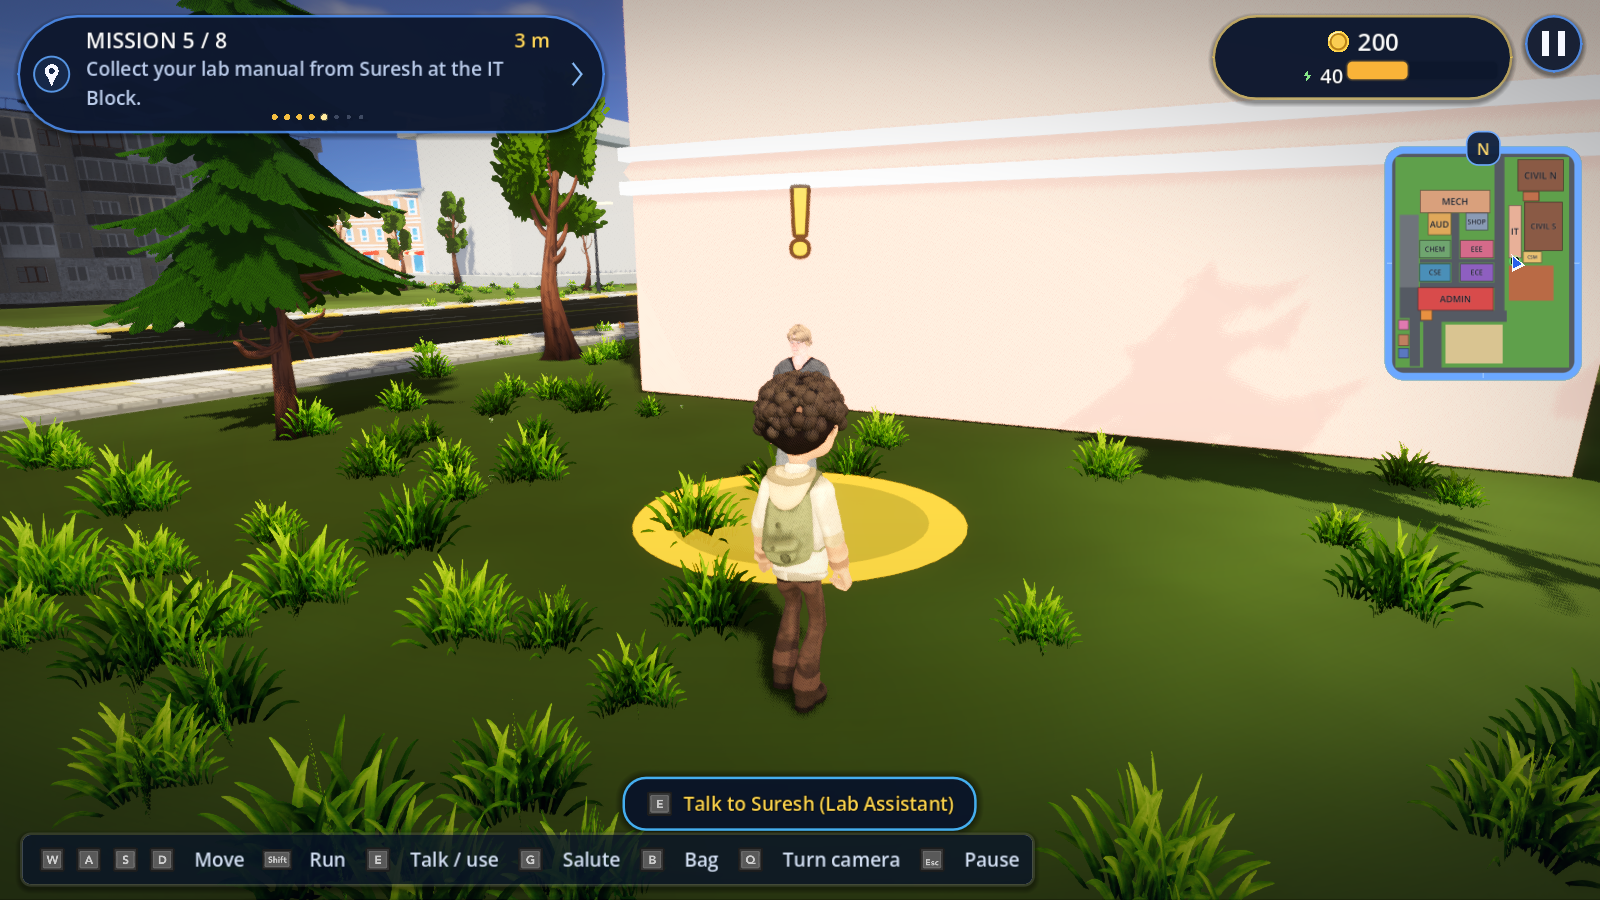 MISSION 5 / 8
3 m
Collect your lab manual from Suresh at the IT
Block.
200
40
N
CIVIL N
MECH
AUD
SHOP
IT
CIVIL S
CHEM
EEE
CSE
ECE
ADMIN
E Talk to Suresh (Lab Assistant)
W A S D Move Shift Run E Talk / use G Salute B Bag Q Turn camera Esc Pause